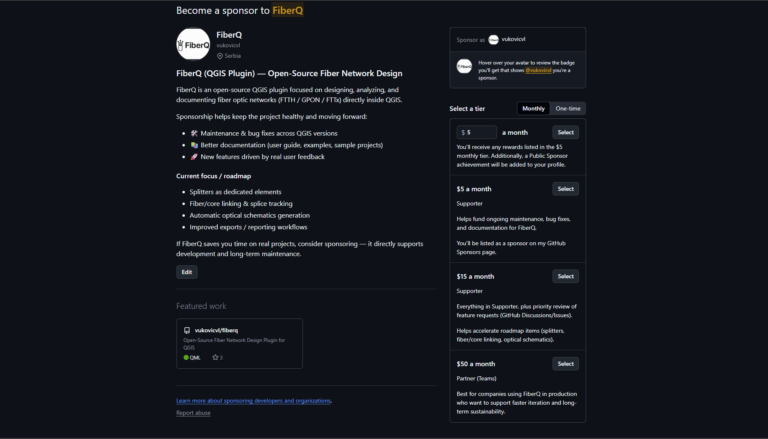 Become a sponsor to FiberQ
FiberQ
FiberQ
vukovicvl
Serbia
FiberQ (QGIS Plugin) — Open-Source Fiber Network Design
FiberQ is an open-source QGIS plugin focused on designing, analyzing, and
documenting fiber optic networks (FTTH / GPON / FTTx) directly inside QGIS.
Sponsorship helps keep the project healthy and moving forward:
• 🛠️ Maintenance & bug fixes across QGIS versions
• 📚 Better documentation (user guide, examples, sample projects)
• 🚀 New features driven by real user feedback
Current focus / roadmap
• Splitters as dedicated elements
• Fiber/core linking & splice tracking
• Automatic optical schematics generation
• Improved exports / reporting workflows
If FiberQ saves you time on real projects, consider sponsoring — it directly supports
development and long-term maintenance.
Edit
Featured work
vukovicvl/fiberq
Open-Source Fiber Network Design Plugin for
QGIS
QML 3
Learn more about sponsoring developers and organizations.
Report abuse
Sponsor as vukovicvl
Hover over your avatar to review the badge
you'll get that shows @vukovicvl you're a
sponsor.
Select a tier
Monthly One-time
$ 5 a month Select
You'll receive any rewards listed in the $5
monthly tier. Additionally, a Public Sponsor
achievement will be added to your profile.
$5 a month Select
Supporter
Helps fund ongoing maintenance, bug fixes,
and documentation for FiberQ.
You'll be listed as a sponsor on my GitHub
Sponsors page.
$15 a month Select
Supporter
Everything in Supporter, plus priority review of
feature requests (GitHub Discussions/Issues).
Helps accelerate roadmap items (splitters,
fiber/core linking, optical schematics).
$50 a month Select
Partner (Teams)
Best for companies using FiberQ in production
who want to support faster iteration and long-
term sustainability.